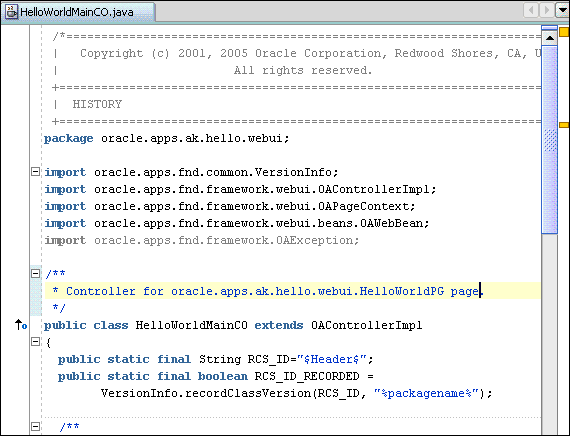 HelloWorldMainCO.java
/*========================================================
| Copyright (c) 2001, 2005 Oracle Corporation, Redwood Shores, CA, U
| All rights reserved.
+=========================================================
| HISTORY
+=========================================================
package oracle.apps.ak.hello.webui;
import oracle.apps.fnd.common.VersionInfo;
import oracle.apps.fnd.framework.webui.OAControllerImpl;
import oracle.apps.fnd.framework.webui.OAPageContext;
import oracle.apps.fnd.framework.webui.beans.OAWebBean;
import oracle.apps.fnd.framework.OAException;
/**
* Controller for oracle.apps.ak.hello.webui.HelloWorldPG page.
*/
public class HelloWorldMainCO extends OAControllerImpl
{
public static final String RCS_ID="$Header$";
public static final boolean RCS_ID_RECORDED =
VersionInfo.recordClassVersion(RCS_ID, "%packagename%");
/**